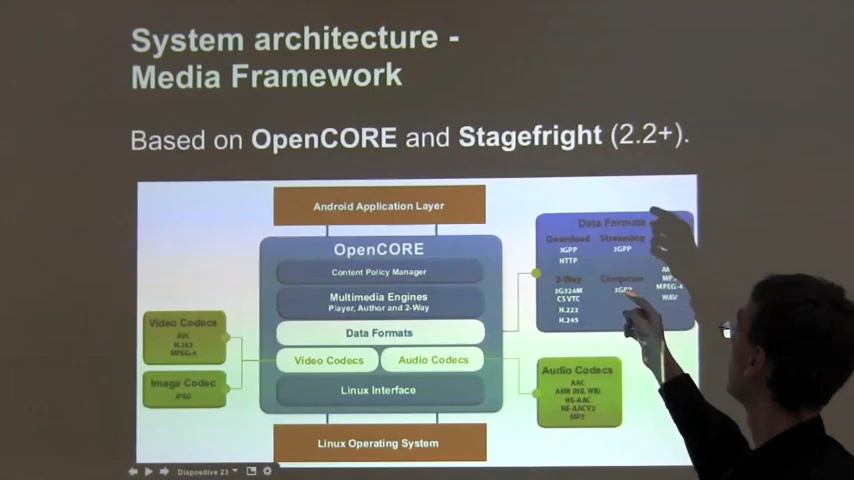 System architecture -
Media Framework
Based on OpenCORE and Stagefright (2.2+).
Android Application Layer
OpenCORE
Content Policy Manager
Multimedia Engines
Player, Author and 2-Way
Data Formats
Video Codecs
Audio Codecs
Linux Interface
Linux Operating System
Video Codecs
AVC
H.263
MPEG-4
Image Codec
JPEG
Data Formats
Download
3GPP
HTTP
Streaming
3GPP
2-Way
3G324M
CSVTC
H.223
H.245
Composer
MPEG-4
WAV
Audio Codecs
AAC
AMR (NB, WB)
HE-AAC
HE-AACV2
MP3
Diapositive 23